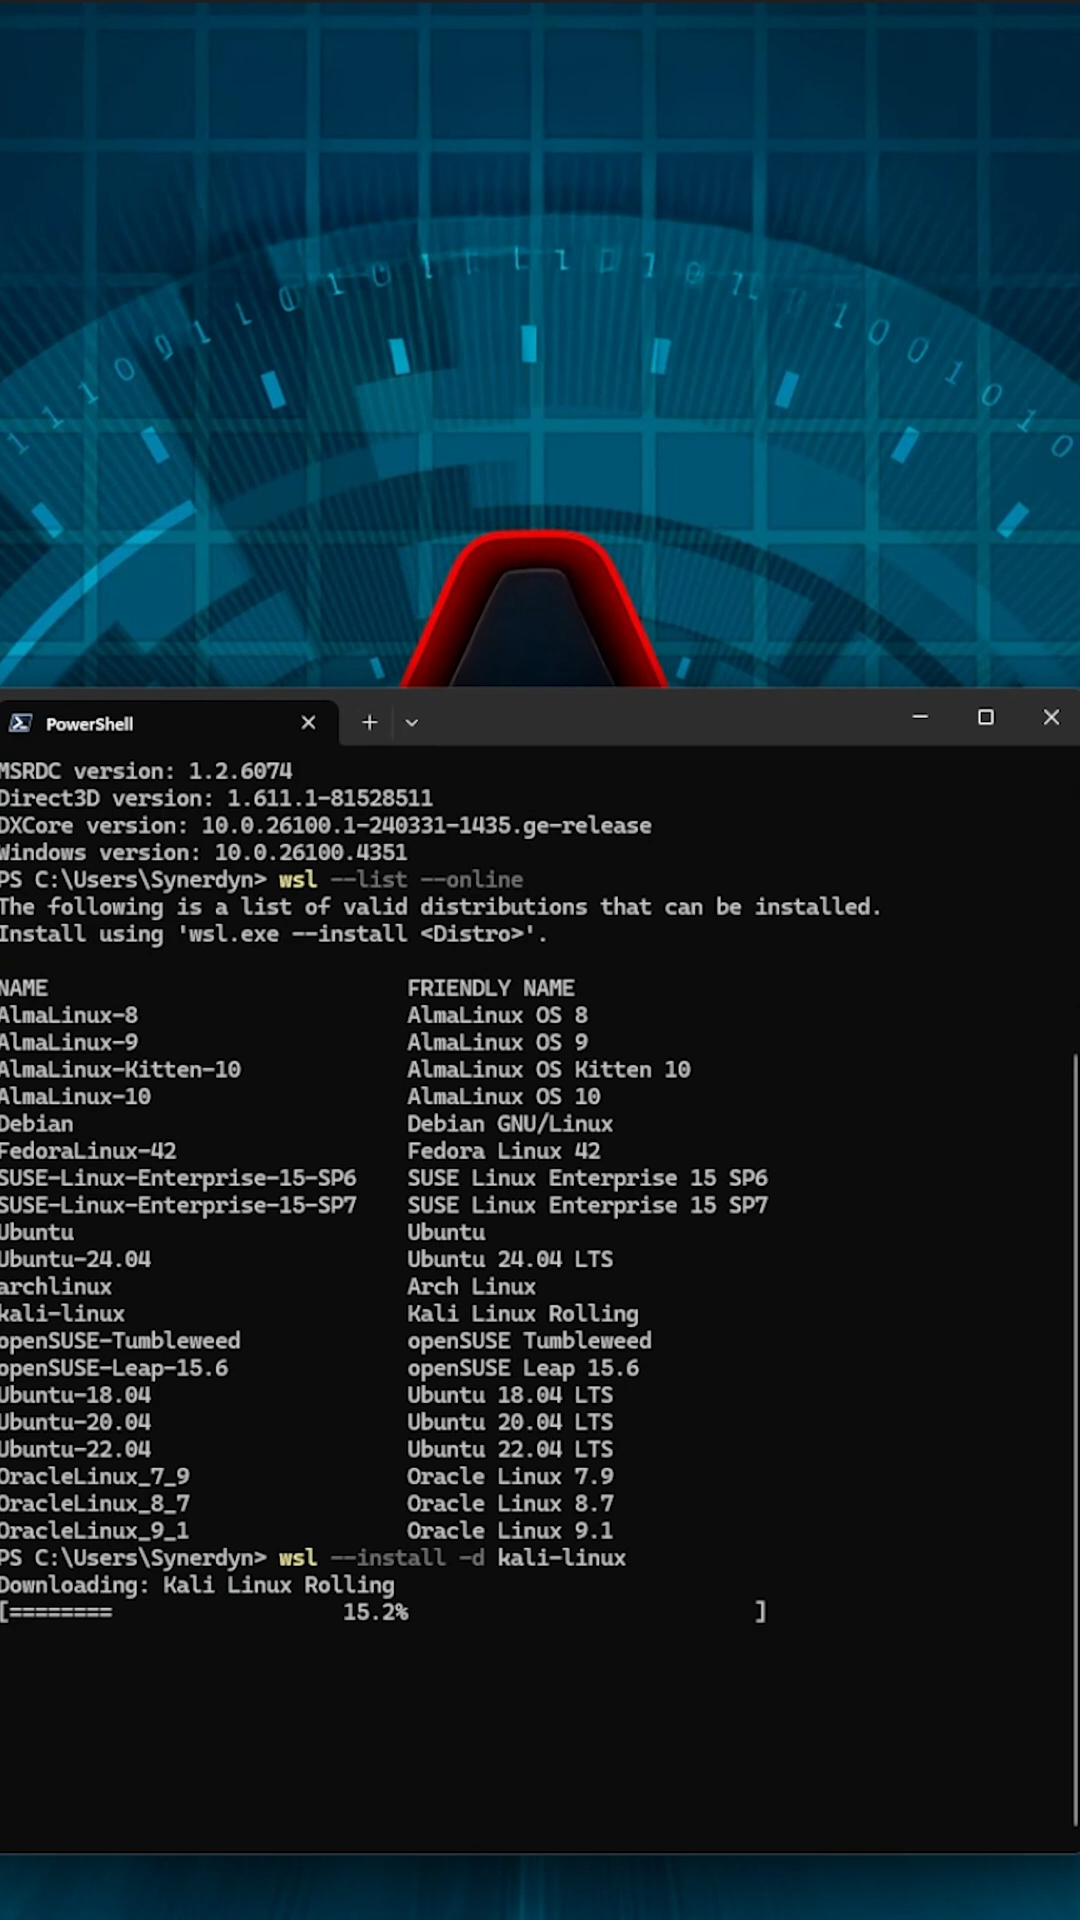 PowerShell
MSRDC version: 1.2.6074
Direct3D version: 1.611.1-81528511
DXCore version: 10.0.26100.1-240331-1435.ge-release
Windows version: 10.0.26100.4351
PS C:\Users\Synerdyn> wsl --list --online
The following is a list of valid distributions that can be installed.
Install using 'wsl.exe --install <Distro>'.
NAME FRIENDLY NAME
AlmaLinux-8 AlmaLinux OS 8
AlmaLinux-9 AlmaLinux OS 9
AlmaLinux-Kitten-10 AlmaLinux OS Kitten 10
AlmaLinux-10 AlmaLinux OS 10
Debian Debian GNU/Linux
FedoraLinux-42 Fedora Linux 42
SUSE-Linux-Enterprise-15-SP6 SUSE Linux Enterprise 15 SP6
SUSE-Linux-Enterprise-15-SP7 SUSE Linux Enterprise 15 SP7
Ubuntu Ubuntu
Ubuntu-24.04 Ubuntu 24.04 LTS
archlinux Arch Linux
kali-linux Kali Linux Rolling
openSUSE-Tumbleweed openSUSE Tumbleweed
openSUSE-Leap-15.6 openSUSE Leap 15.6
Ubuntu-18.04 Ubuntu 18.04 LTS
Ubuntu-20.04 Ubuntu 20.04 LTS
Ubuntu-22.04 Ubuntu 22.04 LTS
OracleLinux_7_9 Oracle Linux 7.9
OracleLinux_8_7 Oracle Linux 8.7
OracleLinux_9_1 Oracle Linux 9.1
PS C:\Users\Synerdyn> wsl --install -d kali-linux
Downloading: Kali Linux Rolling
[======== 15.2% ]